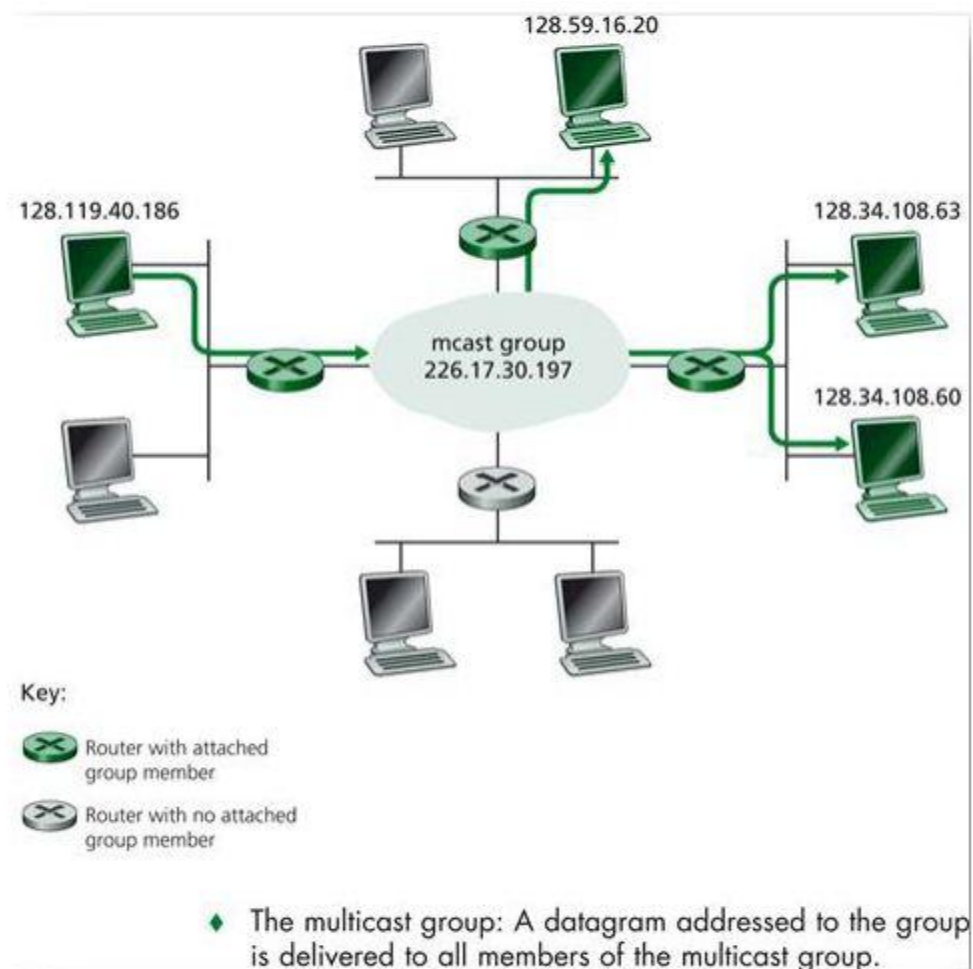 128.59.16.20
128.119.40.186
128.34.108.63
mcast group
226.17.30.197
128.34.108.60
Key:
Router with attached
group member
Router with no attached
group member
♦ The multicast group: A datagram addressed to the group
is delivered to all members of the multicast group.